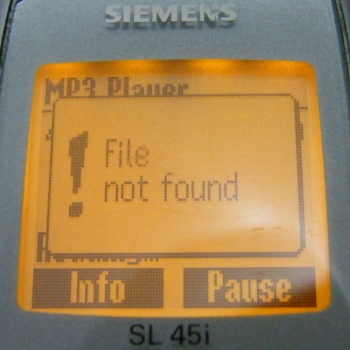 SIEMENS
MP3 Player
!
File
not found
Info Pause
SL 45i